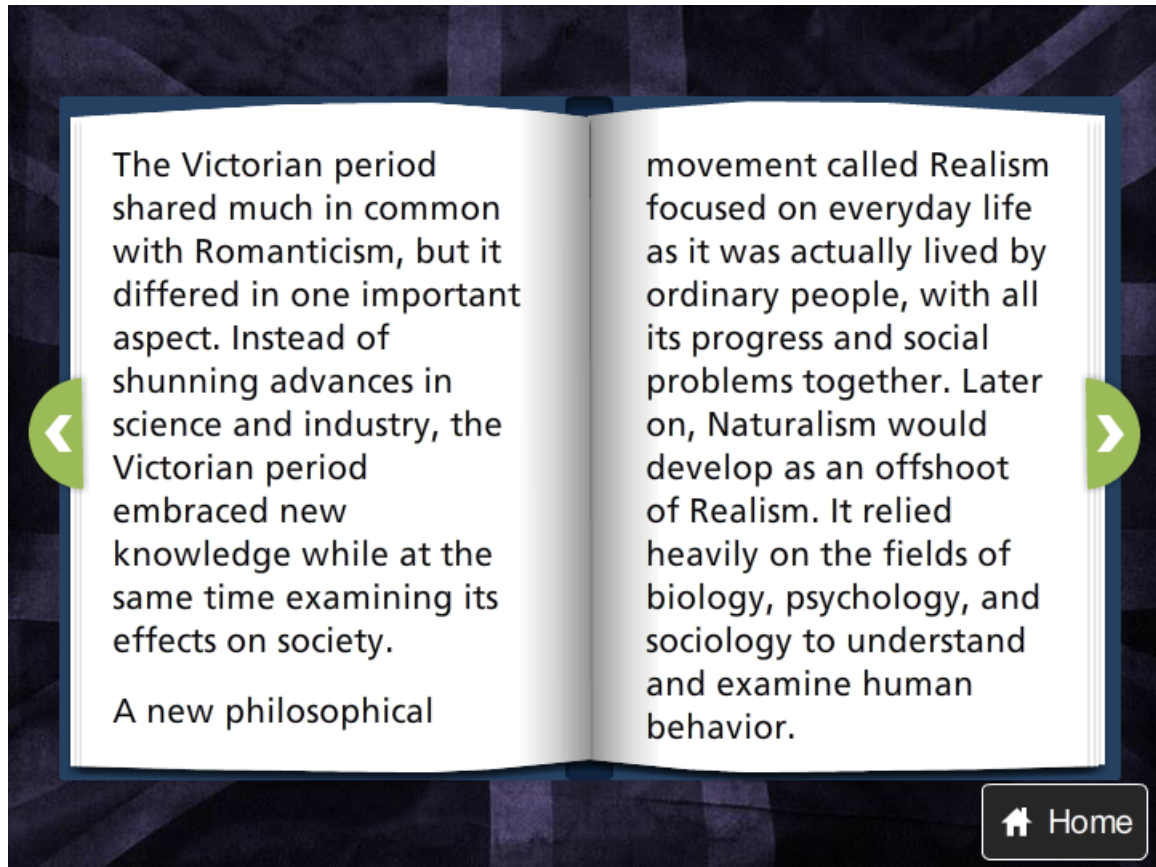 The Victorian period
shared much in common
with Romanticism, but it
differed in one important
aspect. Instead of
shunning advances in
science and industry, the
Victorian period
embraced new
knowledge while at the
same time examining its
effects on society.
A new philosophical
movement called Realism
focused on everyday life
as it was actually lived by
ordinary people, with all
its progress and social
problems together. Later
on, Naturalism would
develop as an offshoot
of Realism. It relied
heavily on the fields of
biology, psychology, and
sociology to understand
and examine human
behavior.
Home